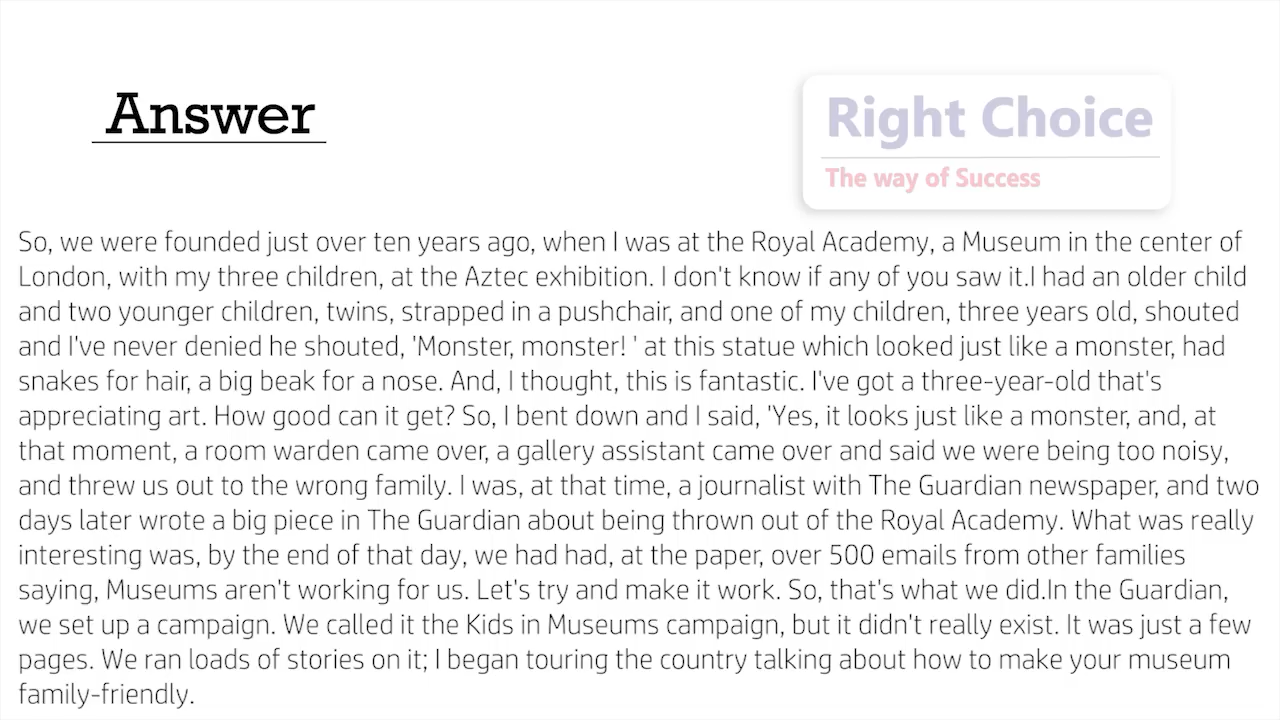 Answer
Right Choice
The way of Success
So, we were founded just over ten years ago, when I was at the Royal Academy, a Museum in the center of
London, with my three children, at the Aztec exhibition. I don't know if any of you saw it.I had an older child
and two younger children, twins, strapped in a pushchair, and one of my children, three years old, shouted
and I've never denied he shouted, 'Monster, monster! ' at this statue which looked just like a monster, had
snakes for hair, a big beak for a nose. And, I thought, this is fantastic. I've got a three-year-old that's
appreciating art. How good can it get? So, I bent down and I said, 'Yes, it looks just like a monster, and, at
that moment, a room warden came over, a gallery assistant came over and said we were being too noisy,
and threw us out to the wrong family. I was, at that time, a journalist with The Guardian newspaper, and two
days later wrote a big piece in The Guardian about being thrown out of the Royal Academy. What was really
interesting was, by the end of that day, we had had, at the paper, over 500 emails from other families
saying, Museums aren't working for us. Let's try and make it work. So, that's what we did.In the Guardian,
we set up a campaign. We called it the Kids in Museums campaign, but it didn't really exist. It was just a few
pages. We ran loads of stories on it; I began touring the country talking about how to make your museum
family-friendly.